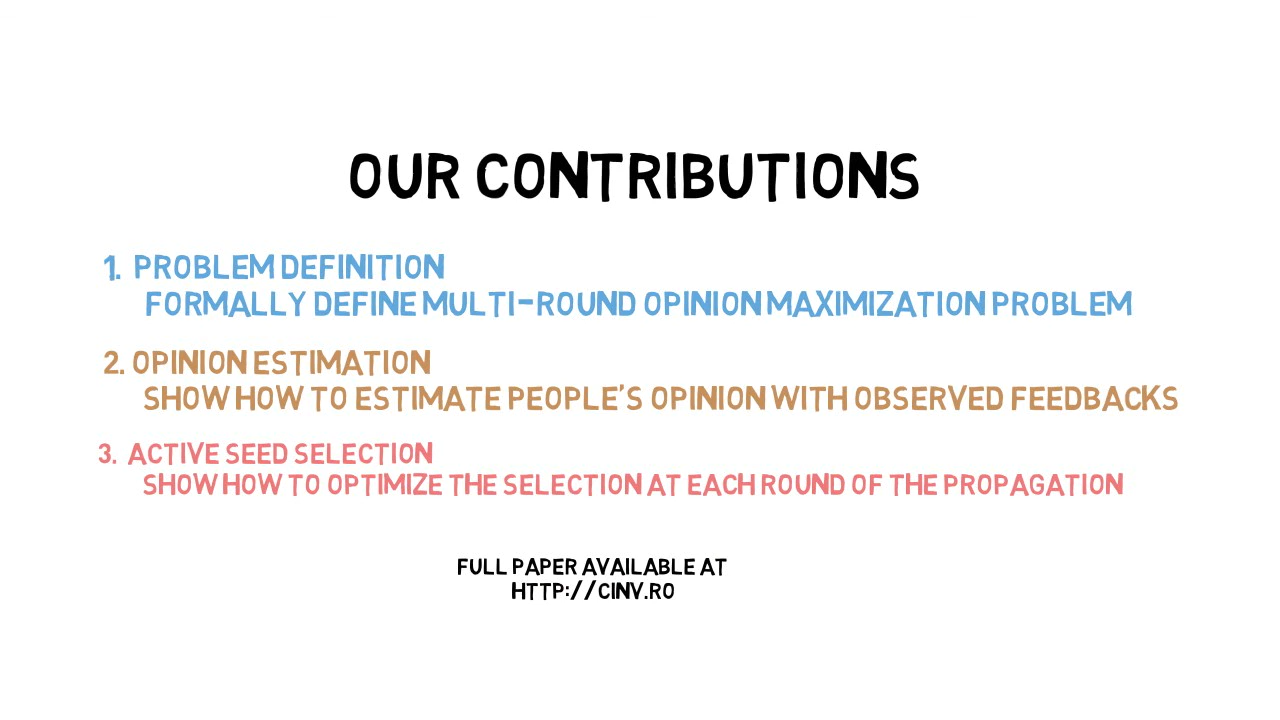 OUR CONTRIBUTIONS
1. PROBLEM DEFINITION
FORMALLY DEFINE MULTI-ROUND OPINION MAXIMIZATION PROBLEM
2. OPINION ESTIMATION
SHOW HOW TO ESTIMATE PEOPLE'S OPINION WITH OBSERVED FEEDBACKS
3. ACTIVE SEED SELECTION
SHOW HOW TO OPTIMIZE THE SELECTION AT EACH ROUND OF THE PROPAGATION
FULL PAPER AVAILABLE AT
HTTP://CINV.RO